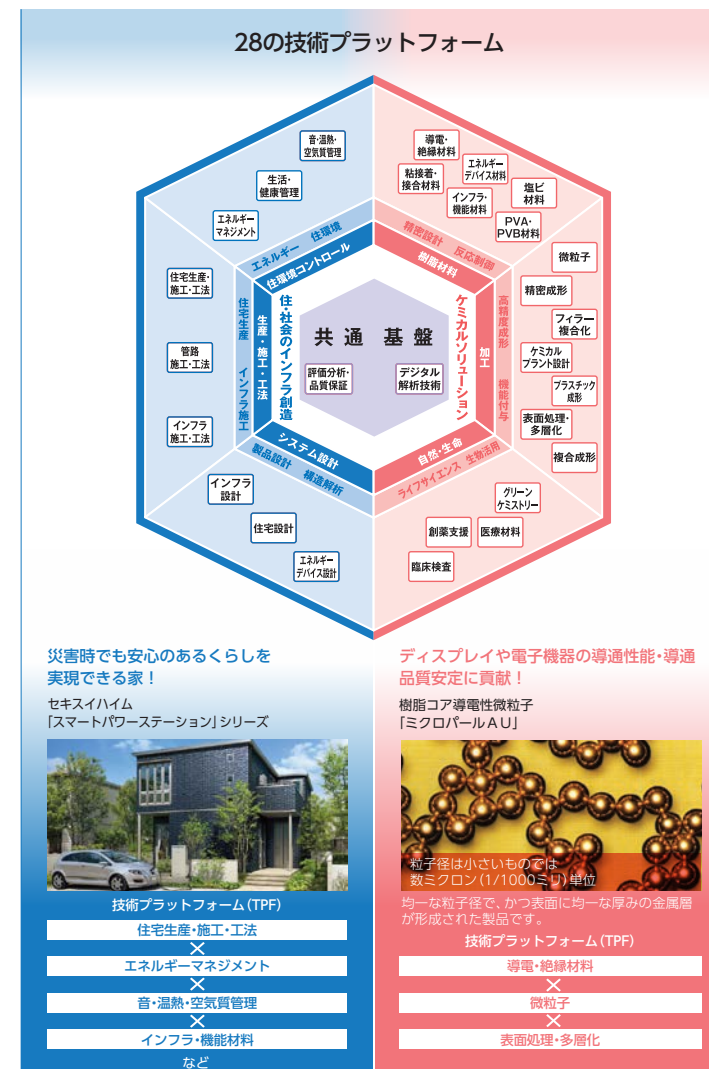 28の技術プラットフォーム
音・温熱・
空気質管理
生活・
健康管理
エネルギー
マネジメント
エネルギー　住環境
住環境コントロール
導電・
絶縁材料
粘接着・
接合材料
エネルギー
デバイス材料
インフラ・
機能材料
塩ビ
材料
PVA・
PVB材料
精密設計　反応制御
樹脂材料
住宅生産・
施工・工法
管路
施工・工法
インフラ
施工・工法
住宅生産　インフラ施工
生産・施工・工法
住・社会のインフラ創造
共通 基盤
評価分析・
品質保証
デジタル
解析技術
ケミカルソリューション
加工
高精度成形　機能付与
微粒子
精密成形
フィラー
複合化
ケミカル
プラント設計
プラスチック
成形
表面処理・
多層化
複合成形
システム設計
製品設計　構造解析
インフラ
設計
住宅設計
エネルギー
デバイス設計
自然・生命
ライフサイエンス 生物活用
グリーン
ケミストリー
創薬支援
医療材料
臨床検査
災害時でも安心のあるくらしを
実現できる家！
セキスイハイム
「スマートパワーステーション」シリーズ
技術プラットフォーム（TPF）
住宅生産・施工・工法
×
エネルギーマネジメント
×
音・温熱・空気質管理
×
インフラ・機能材料
など
ディスプレイや電子機器の導通性能・導通
品質安定に貢献！
樹脂コア導電性微粒子
「ミクロパールAU」
粒子径は小さいものでは
数ミクロン（1/1000ミリ）単位
均一な粒子径で、かつ表面に均一な厚みの金属層
が形成された製品です。
技術プラットフォーム（TPF）
導電・絶縁材料
×
微粒子
×
表面処理・多層化